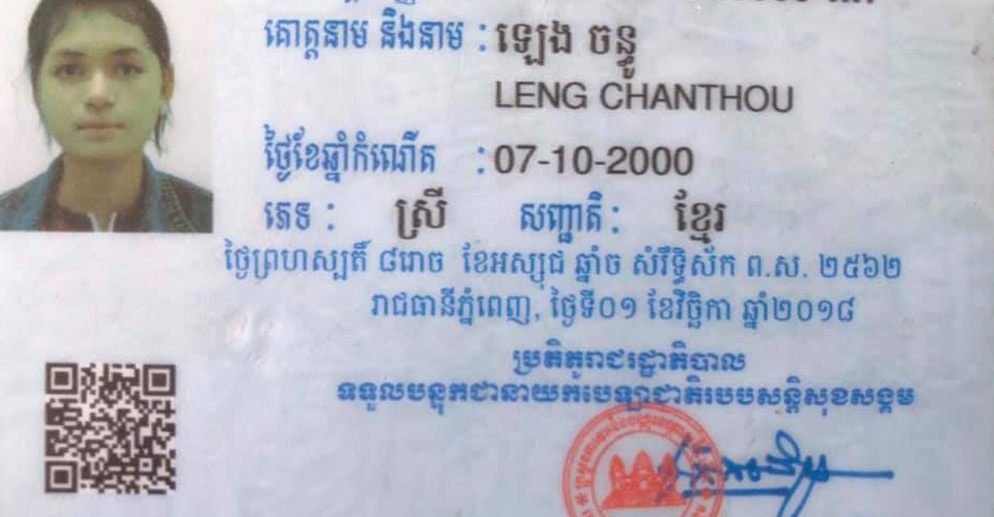 គោត្តនាម និងនាម : ឡេង ចន្ធូ
LENG CHANTHOU
ថ្ងៃខែឆ្នាំកំណើត : 07-10-2000
ភេទ : ស្រី សញ្ជាតិ : ខ្មែរ
ថ្ងៃព្រហស្បតិ៍ ៨រោច ខែអស្សុជ ឆ្នាំច សំរឹទ្ធិស័ក ព.ស. ២៥៦២
រាជធានីភ្នំពេញ, ថ្ងៃទី០១ ខែវិច្ឆិកា ឆ្នាំ២០១៨
ប្រតិភូរាជរដ្ឋាភិបាល
ទទួលបន្ទុកជានាយកបេឡាជាតិរបបសន្តិសុខសង្គម